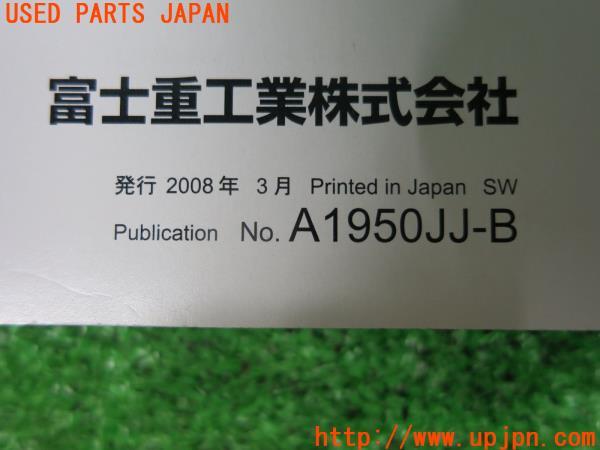 USED PARTS JAPAN
富士重工業株式会社
発行 2008年 3月 Printed in Japan SW
Publication No. A1950JJ-B
http://www.upjpn.com/